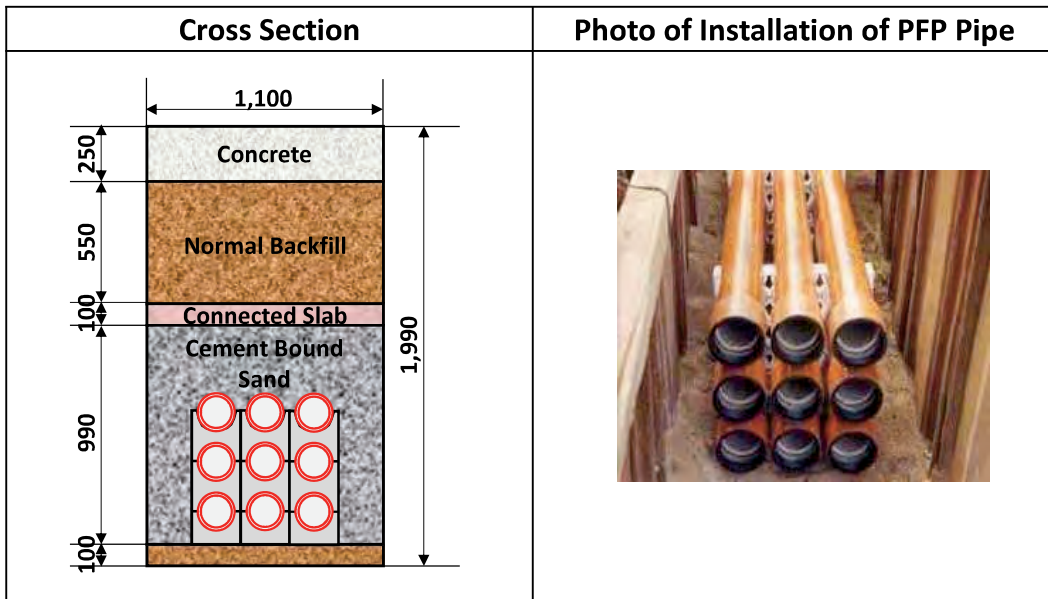 Cross Section
Photo of Installation of PFP Pipe
1,100
250
Concrete
550
Normal Backfill
100
Connected Slab
1,990
Cement Bound
Sand
990
100